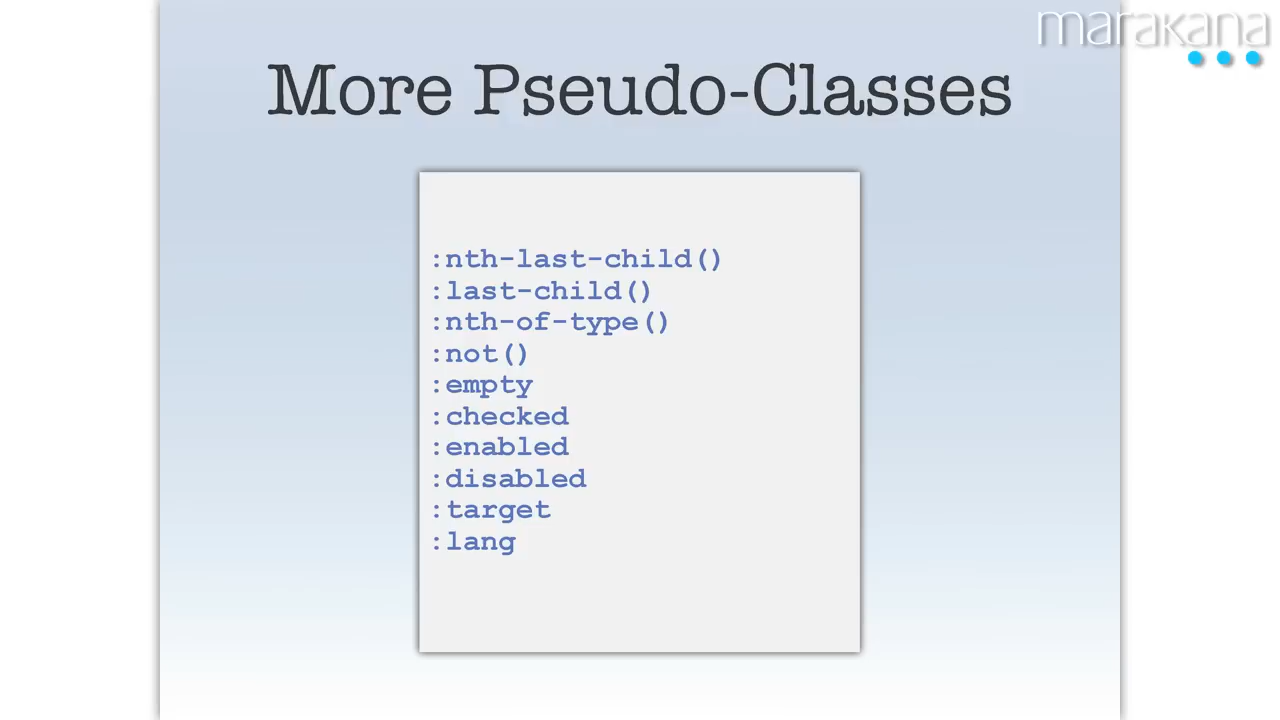 marakana
More Pseudo-Classes
:nth-last-child()
:last-child()
:nth-of-type()
:not()
:empty
:checked
:enabled
:disabled
:target
:lang